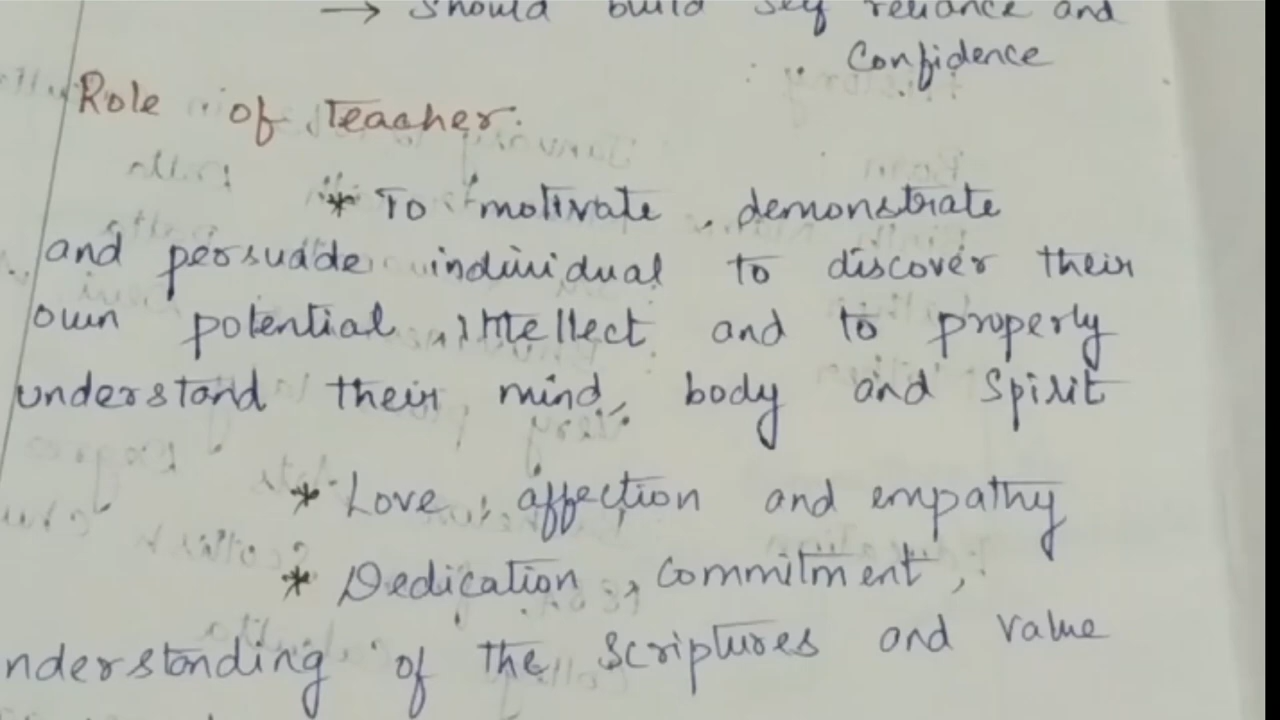 → Should build self reliance and
Confidence
Role of Teacher.
* To motivate, demonstrate
and persuade individual to discover their
own potential intellect and to properly
understand their mind, body and Spirit
* Love, affection and empathy
* Dedication, Commitment,
nderstanding of the Scriptures and value